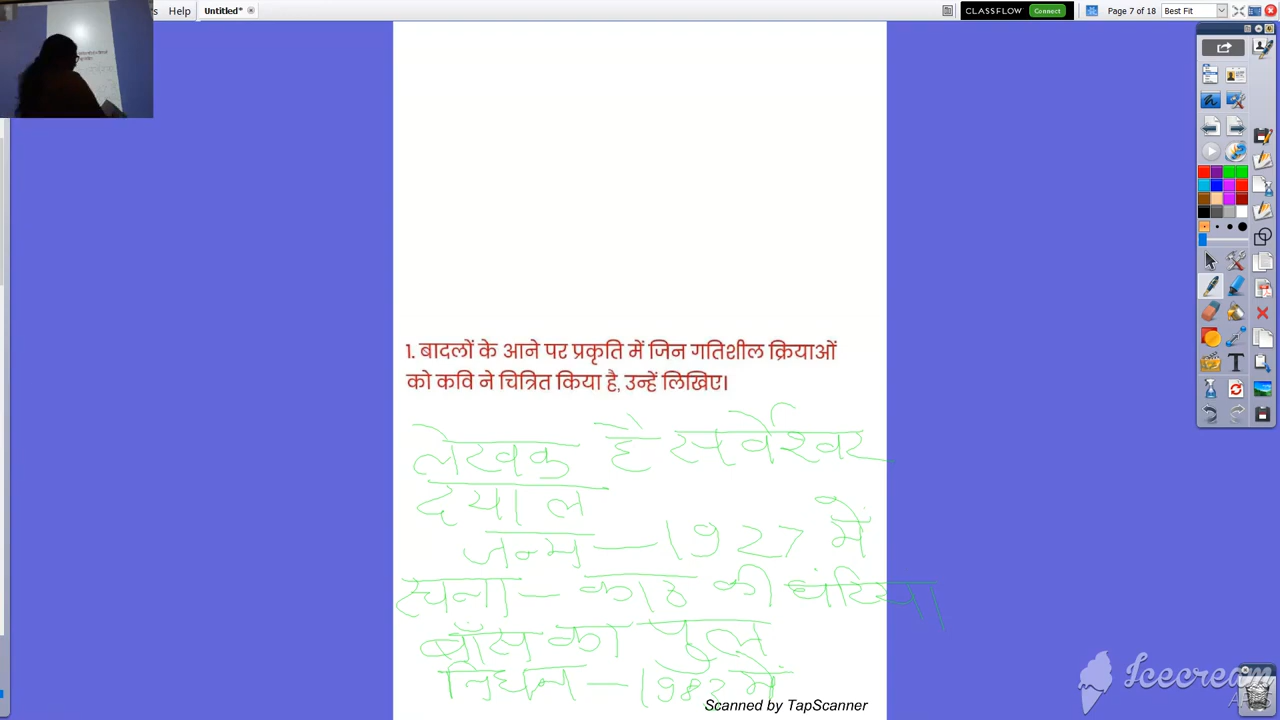 s Help Untitled* CLASSFLOW Connect Page 7 of 18 Best Fit
1. बादलों के आने पर प्रकृति में जिन गतिशील क्रियाओं
को कवि ने चित्रित किया है, उन्हें लिखिए।
लेखक है सर्वेश्वर
दयाल
जन्म — 1927 में
रचना — काठ की घंटिया
बाँस का पूल
निधन — 1983 में
Scanned by TapScanner
Icecream
APPS